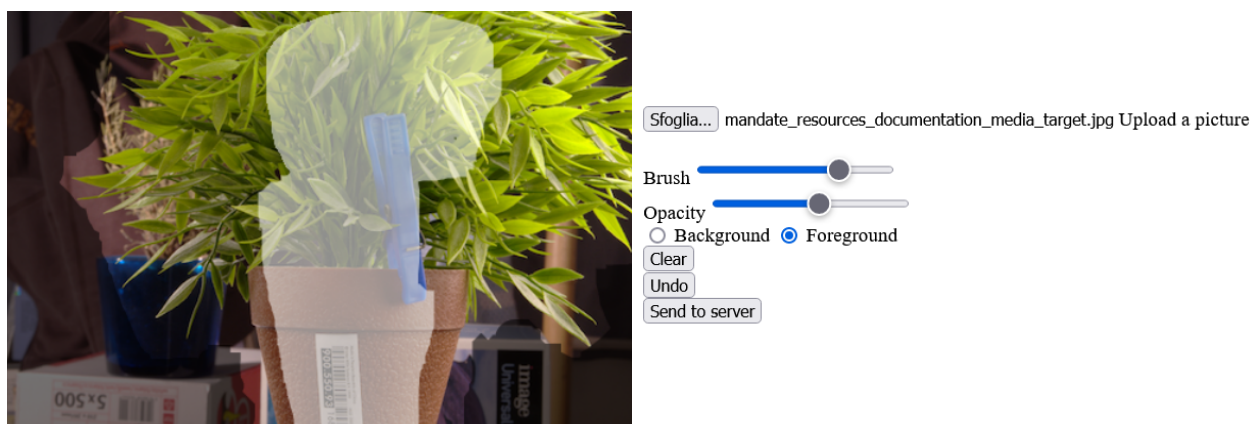 Sfoglia... mandate_resources_documentation_media_target.jpg Upload a picture
Brush
Opacity
Background Foreground
Clear
Undo
Send to server
5x500
image
Universal